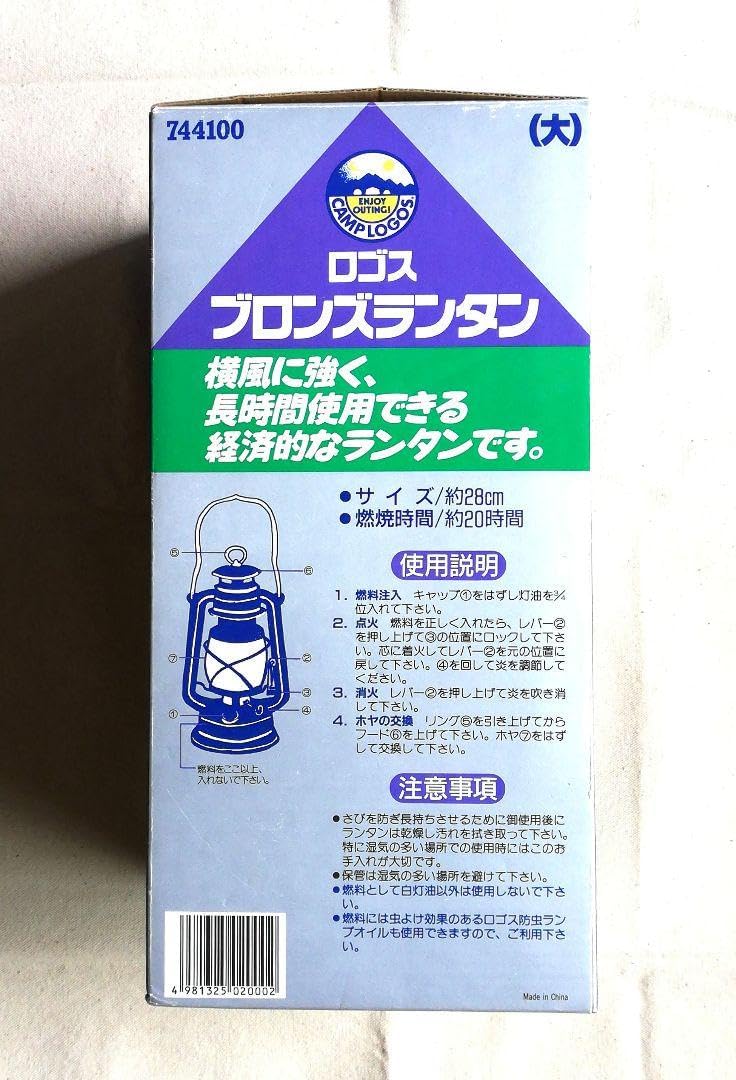 744100
(大)
ENJOY
OUTING!
CAMP LOGOS.
ロゴス
ブロンズランタン
横風に強く、
長時間使用できる
経済的なランタンです。
●サイズ/約28cm
●燃焼時間/約20時間
⑤
⑥
⑦
②
③
④
①
燃料をここ以上、
入れないで下さい。
使用説明
1. 燃料注入 キャップ①をはずし灯油を¾
位入れて下さい。
2. 点火 燃料を正しく入れたら、レバー②
を押し上げて③の位置にロックして下さ
い。芯に着火してレバー②を元の位置に
戻して下さい。④を回して炎を調節して
ください。
3. 消火 レバー②を押し上げて炎を吹き消
して下さい。
4. ホヤの交換 リング⑤を引き上げてから
フード⑥を上げて下さい。ホヤ⑦をはず
して交換して下さい。
注意事項
●さびを防ぎ長持ちさせるために御使用後に
ランタンは乾燥し汚れを拭き取って下さい。
特に湿気の多い場所での使用時にはこのお
手入れが大切です。
●保管は湿気の多い場所を避けて下さい。
●燃料として白灯油以外は使用しないで下さ
い。
●燃料には虫よけ効果のあるロゴス防虫ラン
プオイルも使用できますので、ご利用下さ
い。
4 981325 020002
Made in China